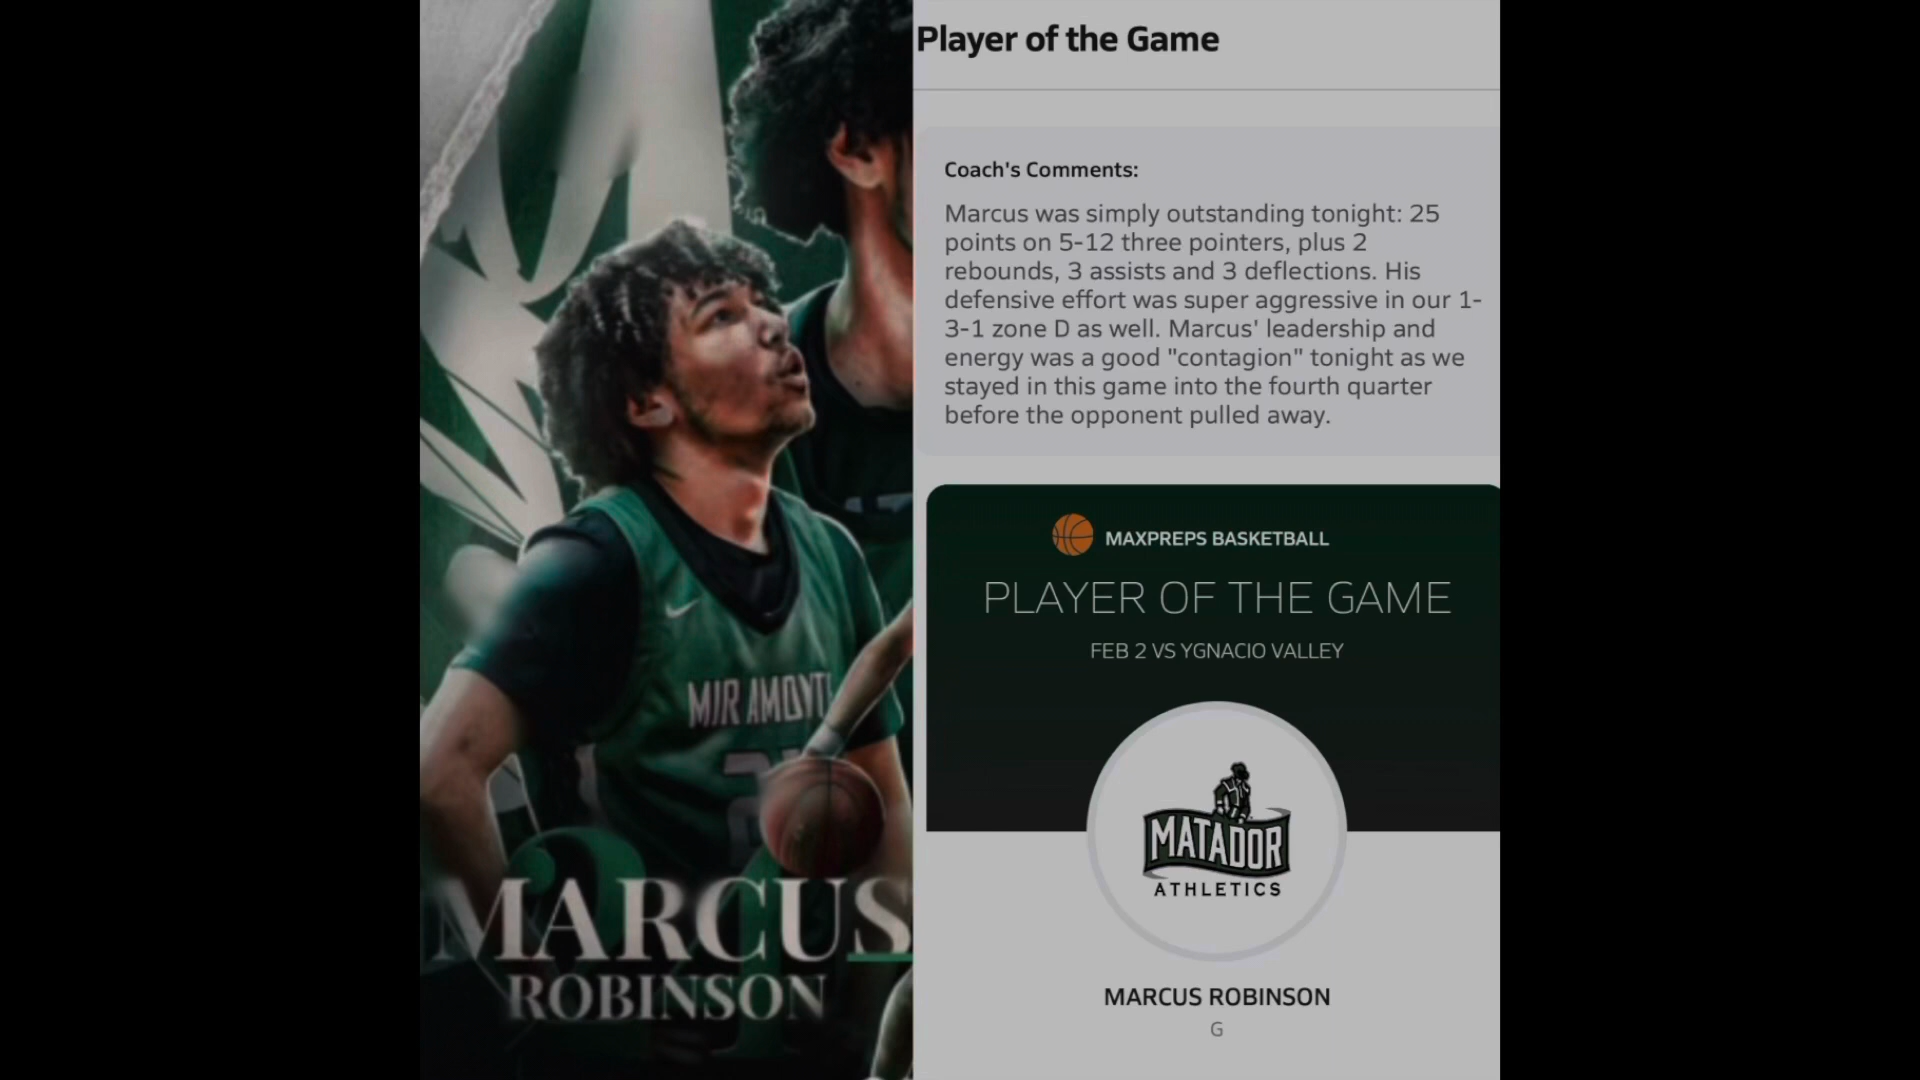 MIRAMONTE
MARCUS
ROBINSON
Player of the Game
Coach's Comments:
Marcus was simply outstanding tonight: 25
points on 5-12 three pointers, plus 2
rebounds, 3 assists and 3 deflections. His
defensive effort was super aggressive in our 1-
3-1 zone D as well. Marcus' leadership and
energy was a good "contagion" tonight as we
stayed in this game into the fourth quarter
before the opponent pulled away.
MAXPREPS BASKETBALL
PLAYER OF THE GAME
FEB 2 VS YGNACIO VALLEY
MATADOR
ATHLETICS
MARCUS ROBINSON
G